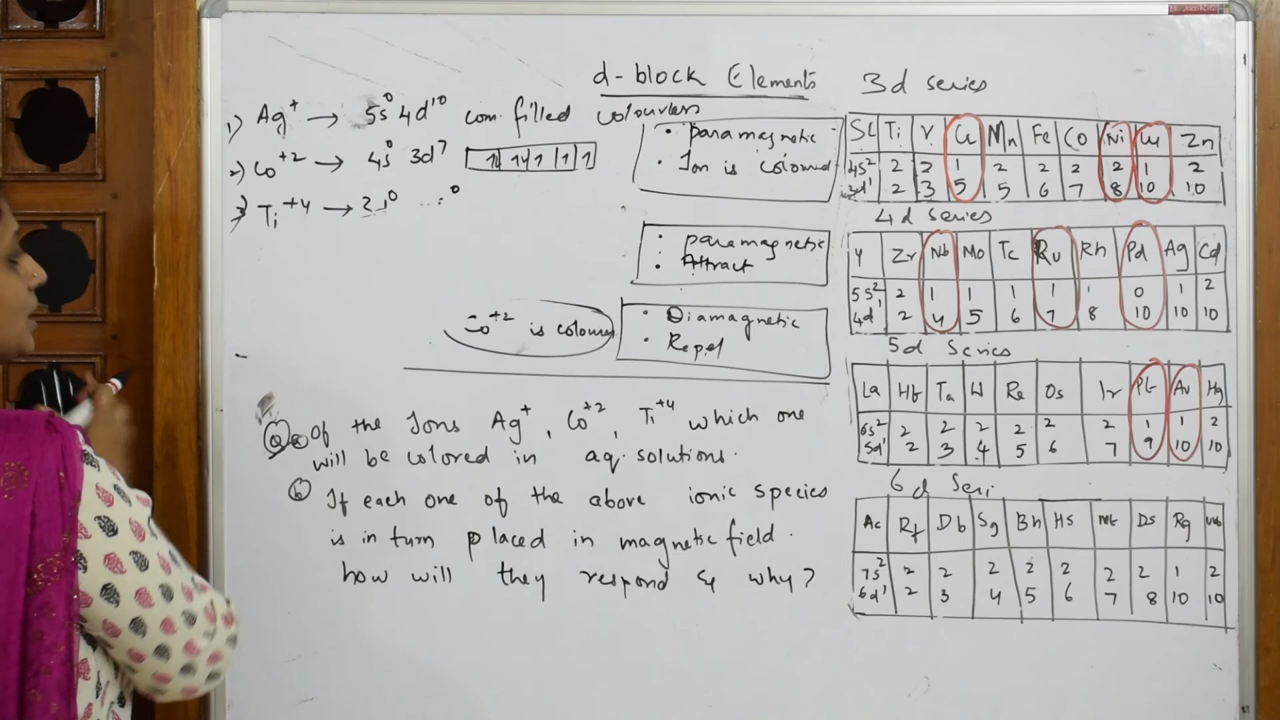 d-block Elements
1) Ag⁺ → 5s⁰ 4d¹⁰ com. filled colourless
2) Co⁺² → 4s⁰ 3d⁷
3) Ti⁺⁴ →
• paramagnetic
• Ion is coloured
• paramagnetic
• Attract
Co⁺² is coloured
• Diamagnetic
• Repel
Q a Of the Ions Ag⁺, Co⁺², Ti⁺⁴ which one
will be colored in aq. solutions.
b If each one of the above ionic species
is in turn placed in magnetic field.
how will they respond & why?
3d series
Sc Ti V Cr Mn Fe Co Ni Cu Zn
4s² 2 2 1 2 2 2 2 1 2
3d¹ 2 3 5 5 6 7 8 10 10
4d series
Y Zr Nb Mo Tc Ru Rh Pd Ag Cd
5s² 2 1 1 1 1 1 0 1 2
4d¹ 2 4 5 6 7 8 10 10 10
5d Series
La Hf Ta W Re Os Ir Pt Au Hg
6s² 2 2 2 2 2 2 1 1 2
5d¹ 2 3 4 5 6 7 9 10 10
6d Seri
Ac Rf Db Sg Bh Hs Mt Ds Rg Uub
7s² 2 2 2 2 2 2 2 1 2
6d¹ 2 3 4 5 6 7 8 10 10